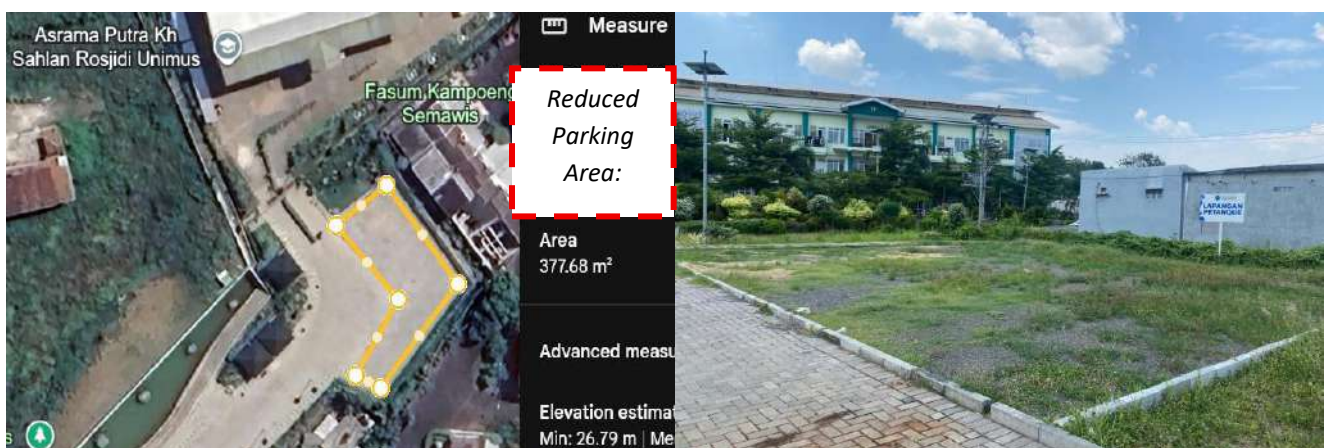 Asrama Putra Kh
Sahlan Rosjidi Unimus
Fasum Kampoeng
Semawis
Measure
Reduced
Parking
Area:
Area
377.68 m²
Advanced measu
Elevation estimat
Min: 26.79 m | Me
s
LAPANGAN
PETANQUE